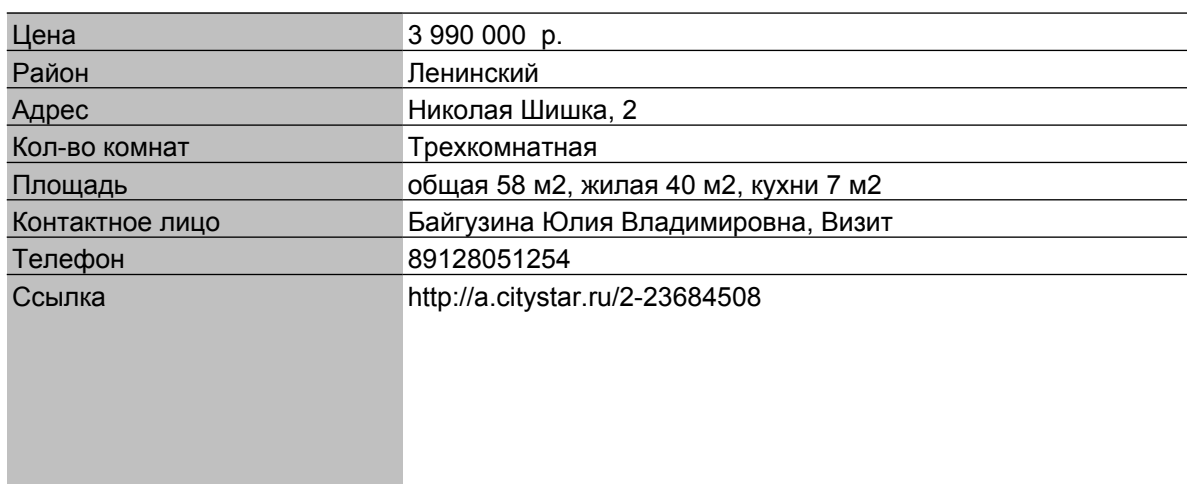 Цена 3 990 000 р.
Район Ленинский
Адрес Николая Шишка, 2
Кол-во комнат Трехкомнатная
Площадь общая 58 м2, жилая 40 м2, кухни 7 м2
Контактное лицо Байгузина Юлия Владимировна, Визит
Телефон 89128051254
Ссылка http://a.citystar.ru/2-23684508